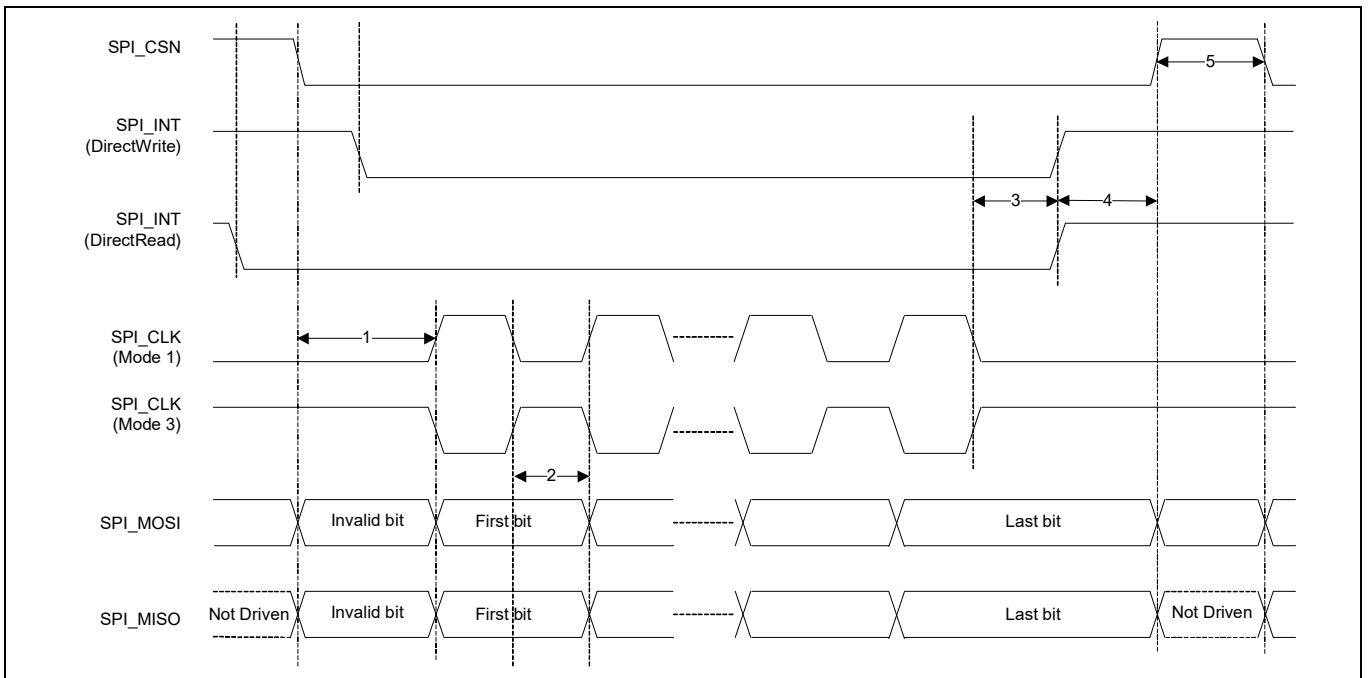 SPI_CSN
5
SPI_INT
(DirectWrite)
3
4
SPI_INT
(DirectRead)
1
SPI_CLK
(Mode 1)
SPI_CLK
(Mode 3)
2
SPI_MOSI
Invalid bit
First bit
Last bit
SPI_MISO
Not Driven
Invalid bit
First bit
Last bit
Not Driven